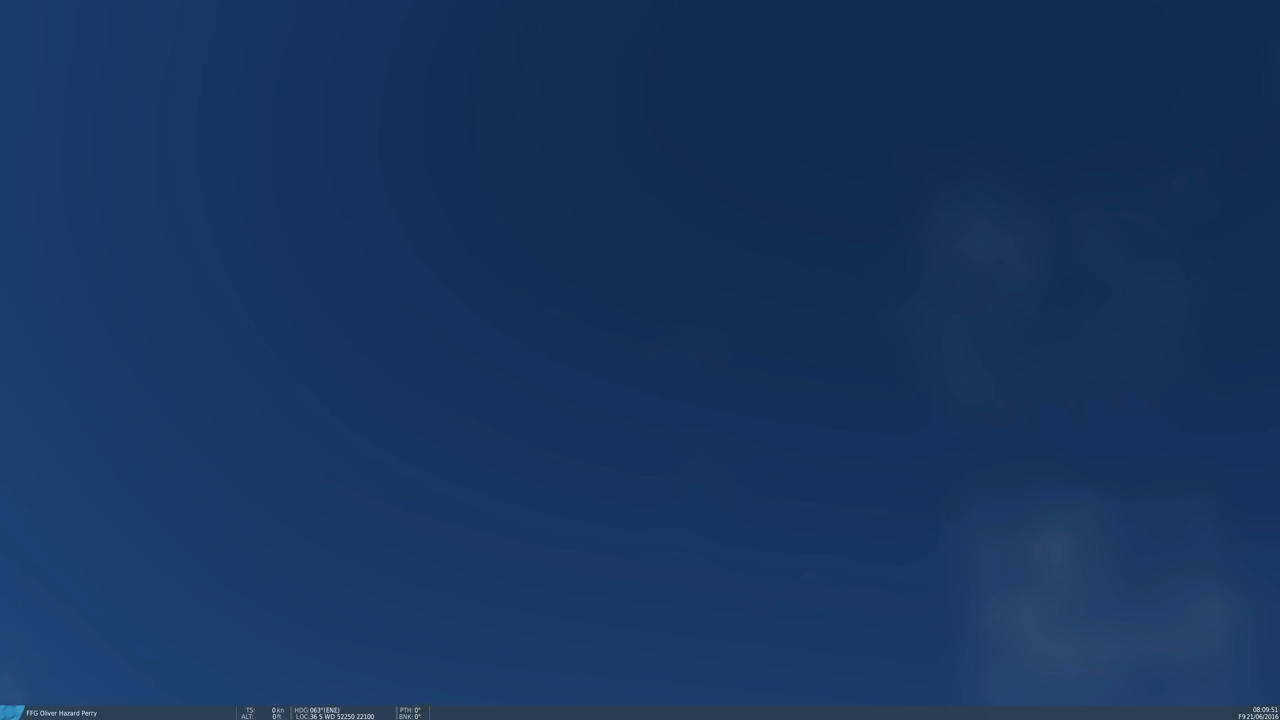 FFG Oliver Hazard Perry
TS: 0 kn
ALT: 0 ft
HDG: 063°(ENE)
LOC: 36 S WD 52250 22100
PTH: 0°
BNK: 0°
08:09:51
F9 21/06/2016